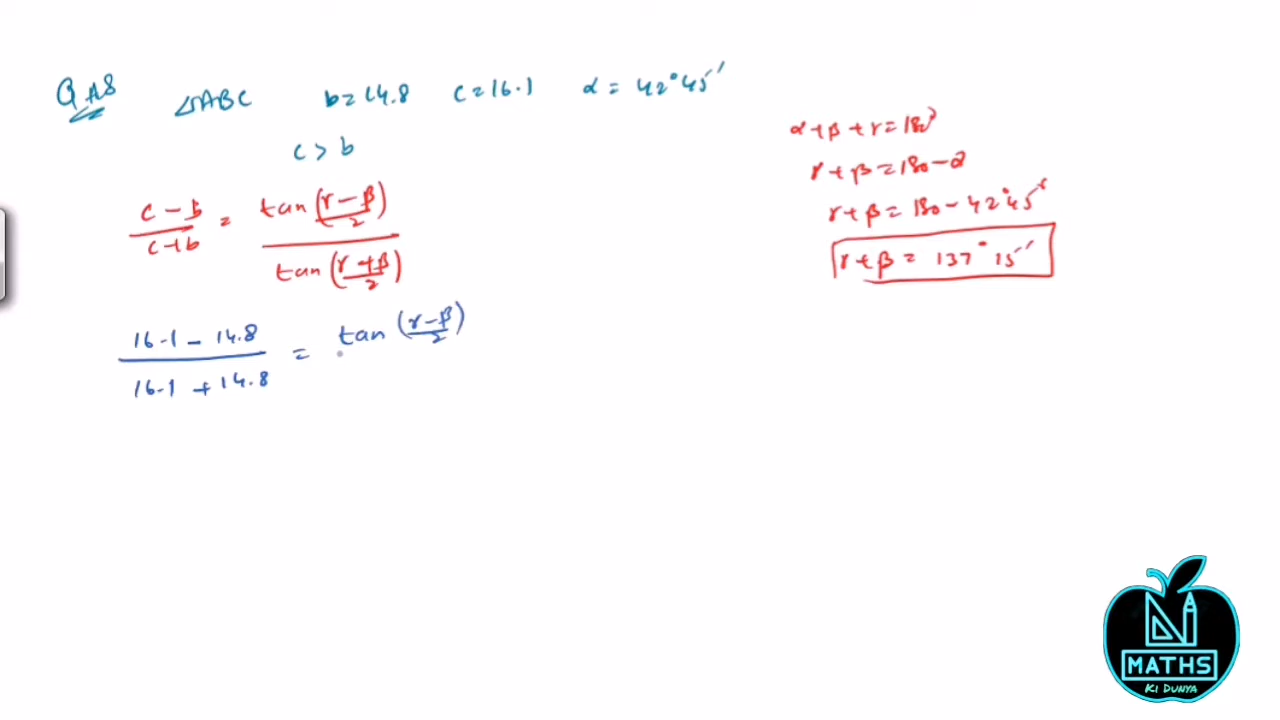 Q.No8 △ABC b=14.8 c=16.1 α = 42°45′
c > b
c - b / c+b = tan(γ-β / 2) / tan(γ+β / 2)
16.1 - 14.8 / 16.1 + 14.8 = tan(γ-β / 2)
α+β+γ=180°
γ+β=180-α
γ+β = 180-42°45′
γ+β = 137°15′
MATHS
KI DUNYA